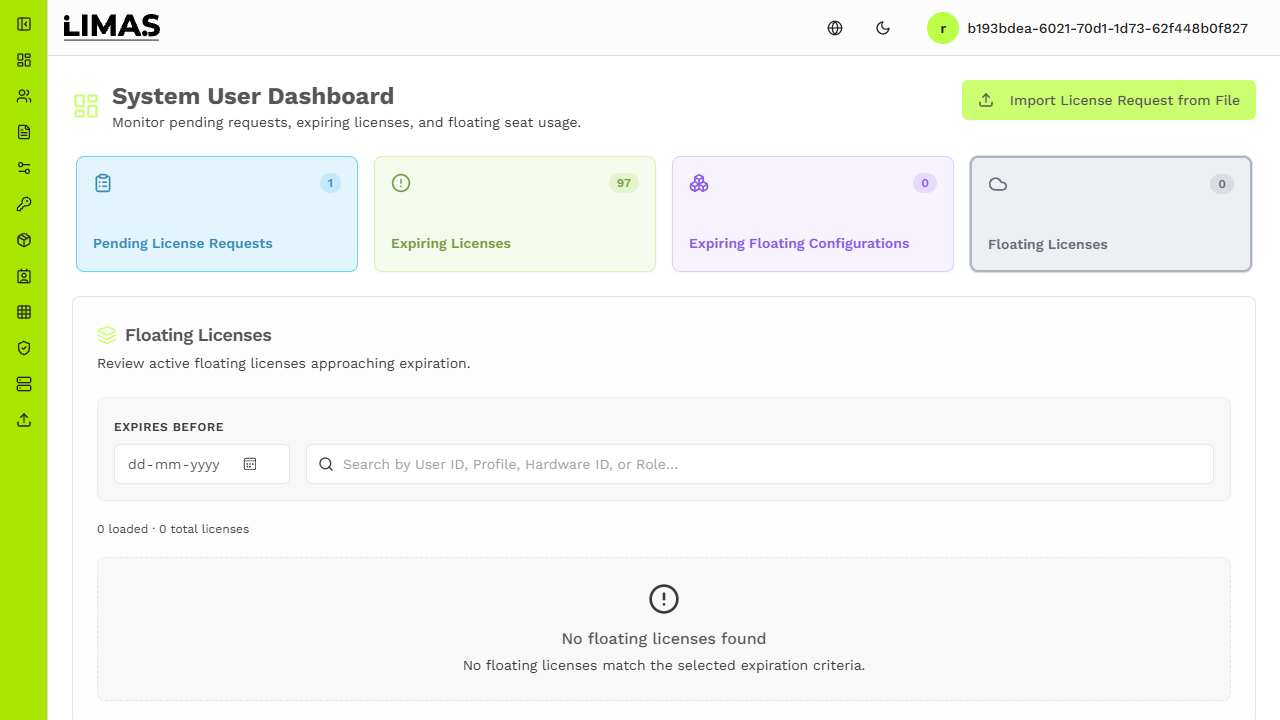 LIMAS
r
b193bdea-6021-70d1-1d73-62f448b0f827
System User Dashboard
Monitor pending requests, expiring licenses, and floating seat usage.
Import License Request from File
1
Pending License Requests
97
Expiring Licenses
0
Expiring Floating Configurations
0
Floating Licenses
Floating Licenses
Review active floating licenses approaching expiration.
EXPIRES BEFORE
dd-mm-yyyy
Search by User ID, Profile, Hardware ID, or Role...
0 loaded · 0 total licenses
No floating licenses found
No floating licenses match the selected expiration criteria.